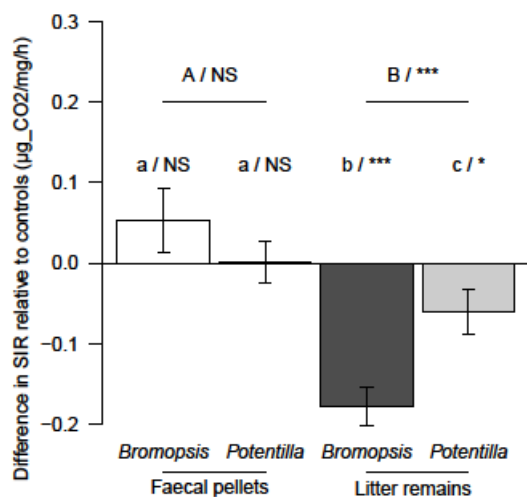 Difference in SIR relative to controls (µg_CO2/mg/h)
0.3
0.2
0.1
0.0
−0.1
−0.2
A / NS
B / ***
a / NS
a / NS
b / ***
c / *
Bromopsis
Potentilla
Bromopsis
Potentilla
Faecal pellets
Litter remains